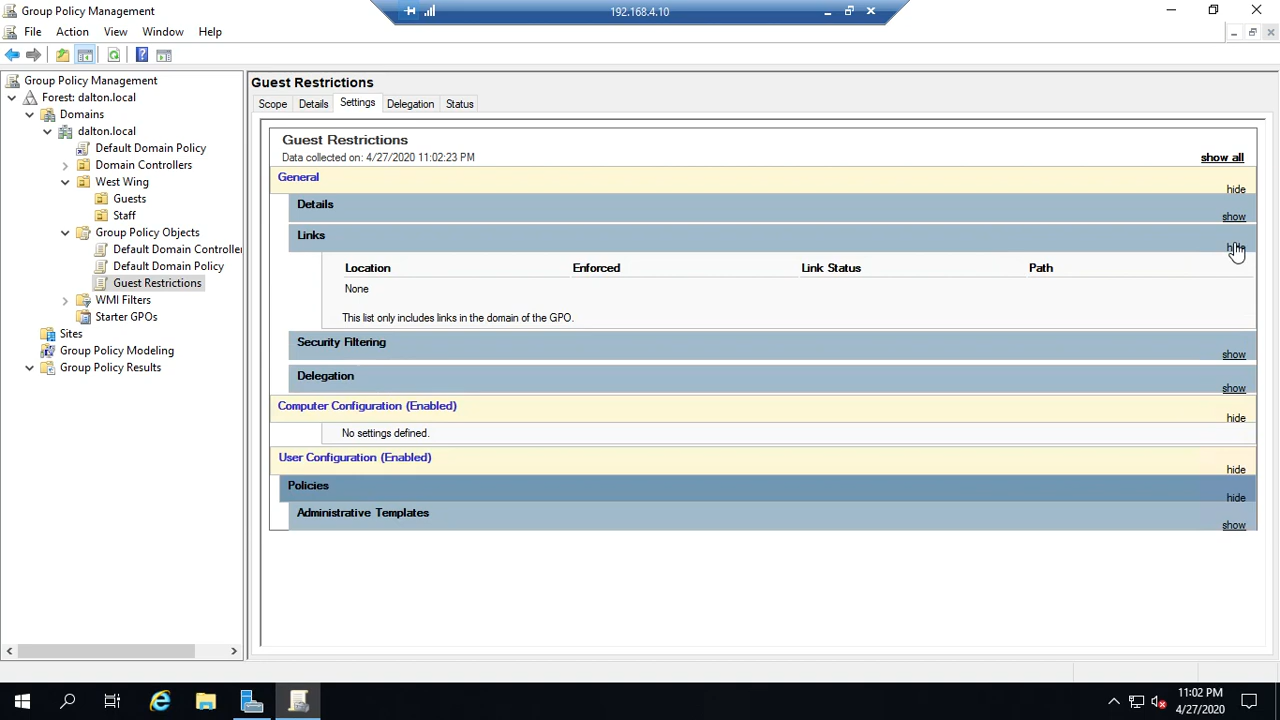 Group Policy Management
192.168.4.10
File Action View Window Help
Group Policy Management
Forest: dalton.local
Domains
dalton.local
Default Domain Policy
Domain Controllers
West Wing
Guests
Staff
Group Policy Objects
Default Domain Controller
Default Domain Policy
Guest Restrictions
WMI Filters
Starter GPOs
Sites
Group Policy Modeling
Group Policy Results
Guest Restrictions
Scope Details Settings Delegation Status
Guest Restrictions
Data collected on: 4/27/2020 11:02:23 PM
show all
General
hide
Details
show
Links
hide
Location Enforced Link Status Path
None
This list only includes links in the domain of the GPO.
Security Filtering
show
Delegation
show
Computer Configuration (Enabled)
hide
No settings defined.
User Configuration (Enabled)
hide
Policies
hide
Administrative Templates
show
11:02 PM
4/27/2020